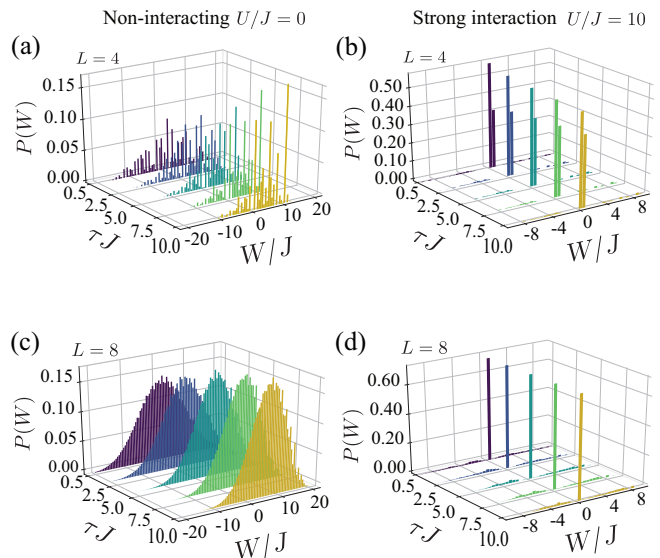 Non-interacting U/J = 0
Strong interaction U/J = 10
(a)
L = 4
P(W)
0.15
0.10
0.05
0.00
0.5
2.5
5.0
7.5
10.0
τJ
-20
-10
0
10
20
W/J
(b)
L = 4
P(W)
0.50
0.40
0.30
0.20
0.10
0.00
0.5
2.5
5.0
7.5
10.0
τJ
-8
-4
0
4
8
W/J
(c)
L = 8
P(W)
0.15
0.10
0.05
0.00
0.5
2.5
5.0
7.5
10.0
τJ
-20
-10
0
10
20
W/J
(d)
L = 8
P(W)
0.60
0.40
0.20
0.00
0.5
2.5
5.0
7.5
10.0
τJ
-8
-4
0
4
8
W/J